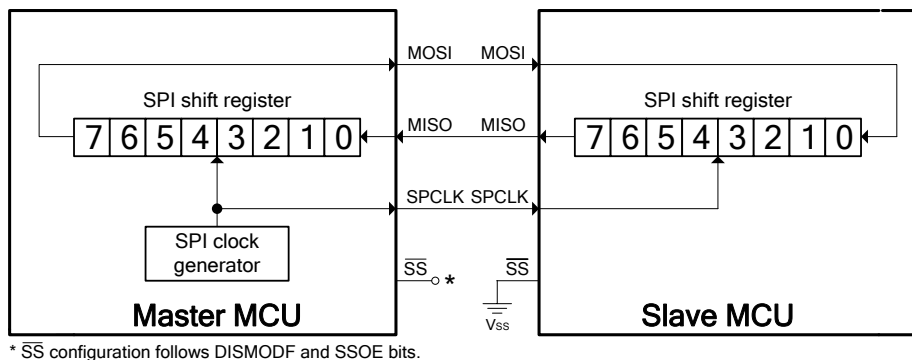 MOSI MOSI
SPI shift register SPI shift register
7 6 5 4 3 2 1 0 MISO MISO 7 6 5 4 3 2 1 0
SPCLK SPCLK
SPI clock
generator
SS * SS
Vss
Master MCU Slave MCU
* SS configuration follows DISMODF and SSOE bits.